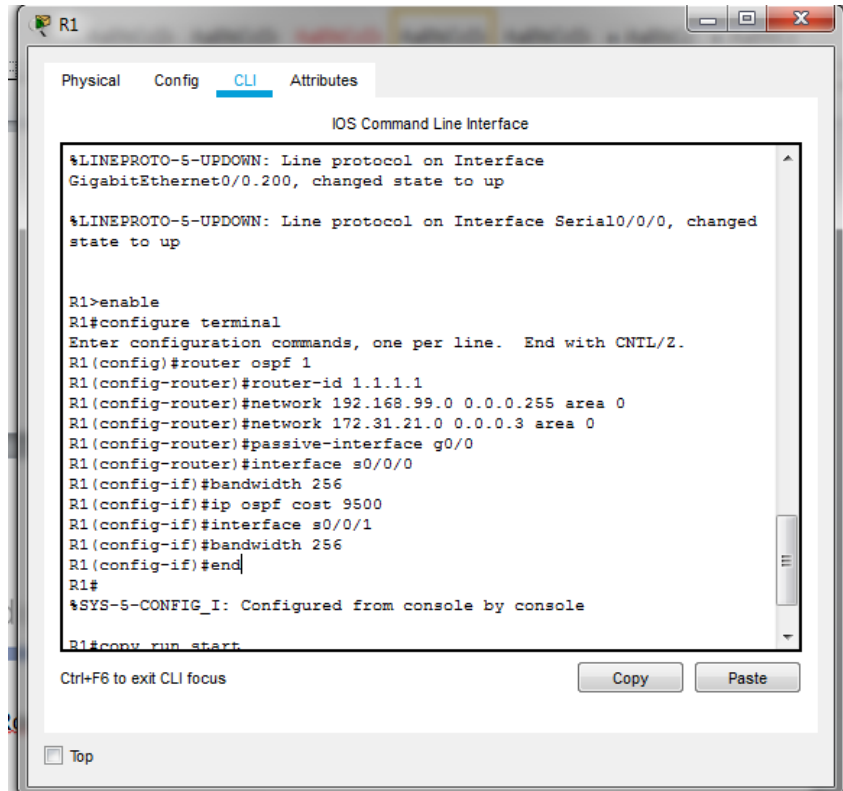 R1
Physical Config CLI Attributes
IOS Command Line Interface
%LINEPROTO-5-UPDOWN: Line protocol on Interface
GigabitEthernet0/0.200, changed state to up
%LINEPROTO-5-UPDOWN: Line protocol on Interface Serial0/0/0, changed
state to up
R1>enable
R1#configure terminal
Enter configuration commands, one per line.  End with CNTL/Z.
R1(config)#router ospf 1
R1(config-router)#router-id 1.1.1.1
R1(config-router)#network 192.168.99.0 0.0.0.255 area 0
R1(config-router)#network 172.31.21.0 0.0.0.3 area 0
R1(config-router)#passive-interface g0/0
R1(config-router)#interface s0/0/0
R1(config-if)#bandwidth 256
R1(config-if)#ip ospf cost 9500
R1(config-if)#interface s0/0/1
R1(config-if)#bandwidth 256
R1(config-if)#end
R1#
%SYS-5-CONFIG_I: Configured from console by console
R1#copy run start
Ctrl+F6 to exit CLI focus
Copy Paste
Top